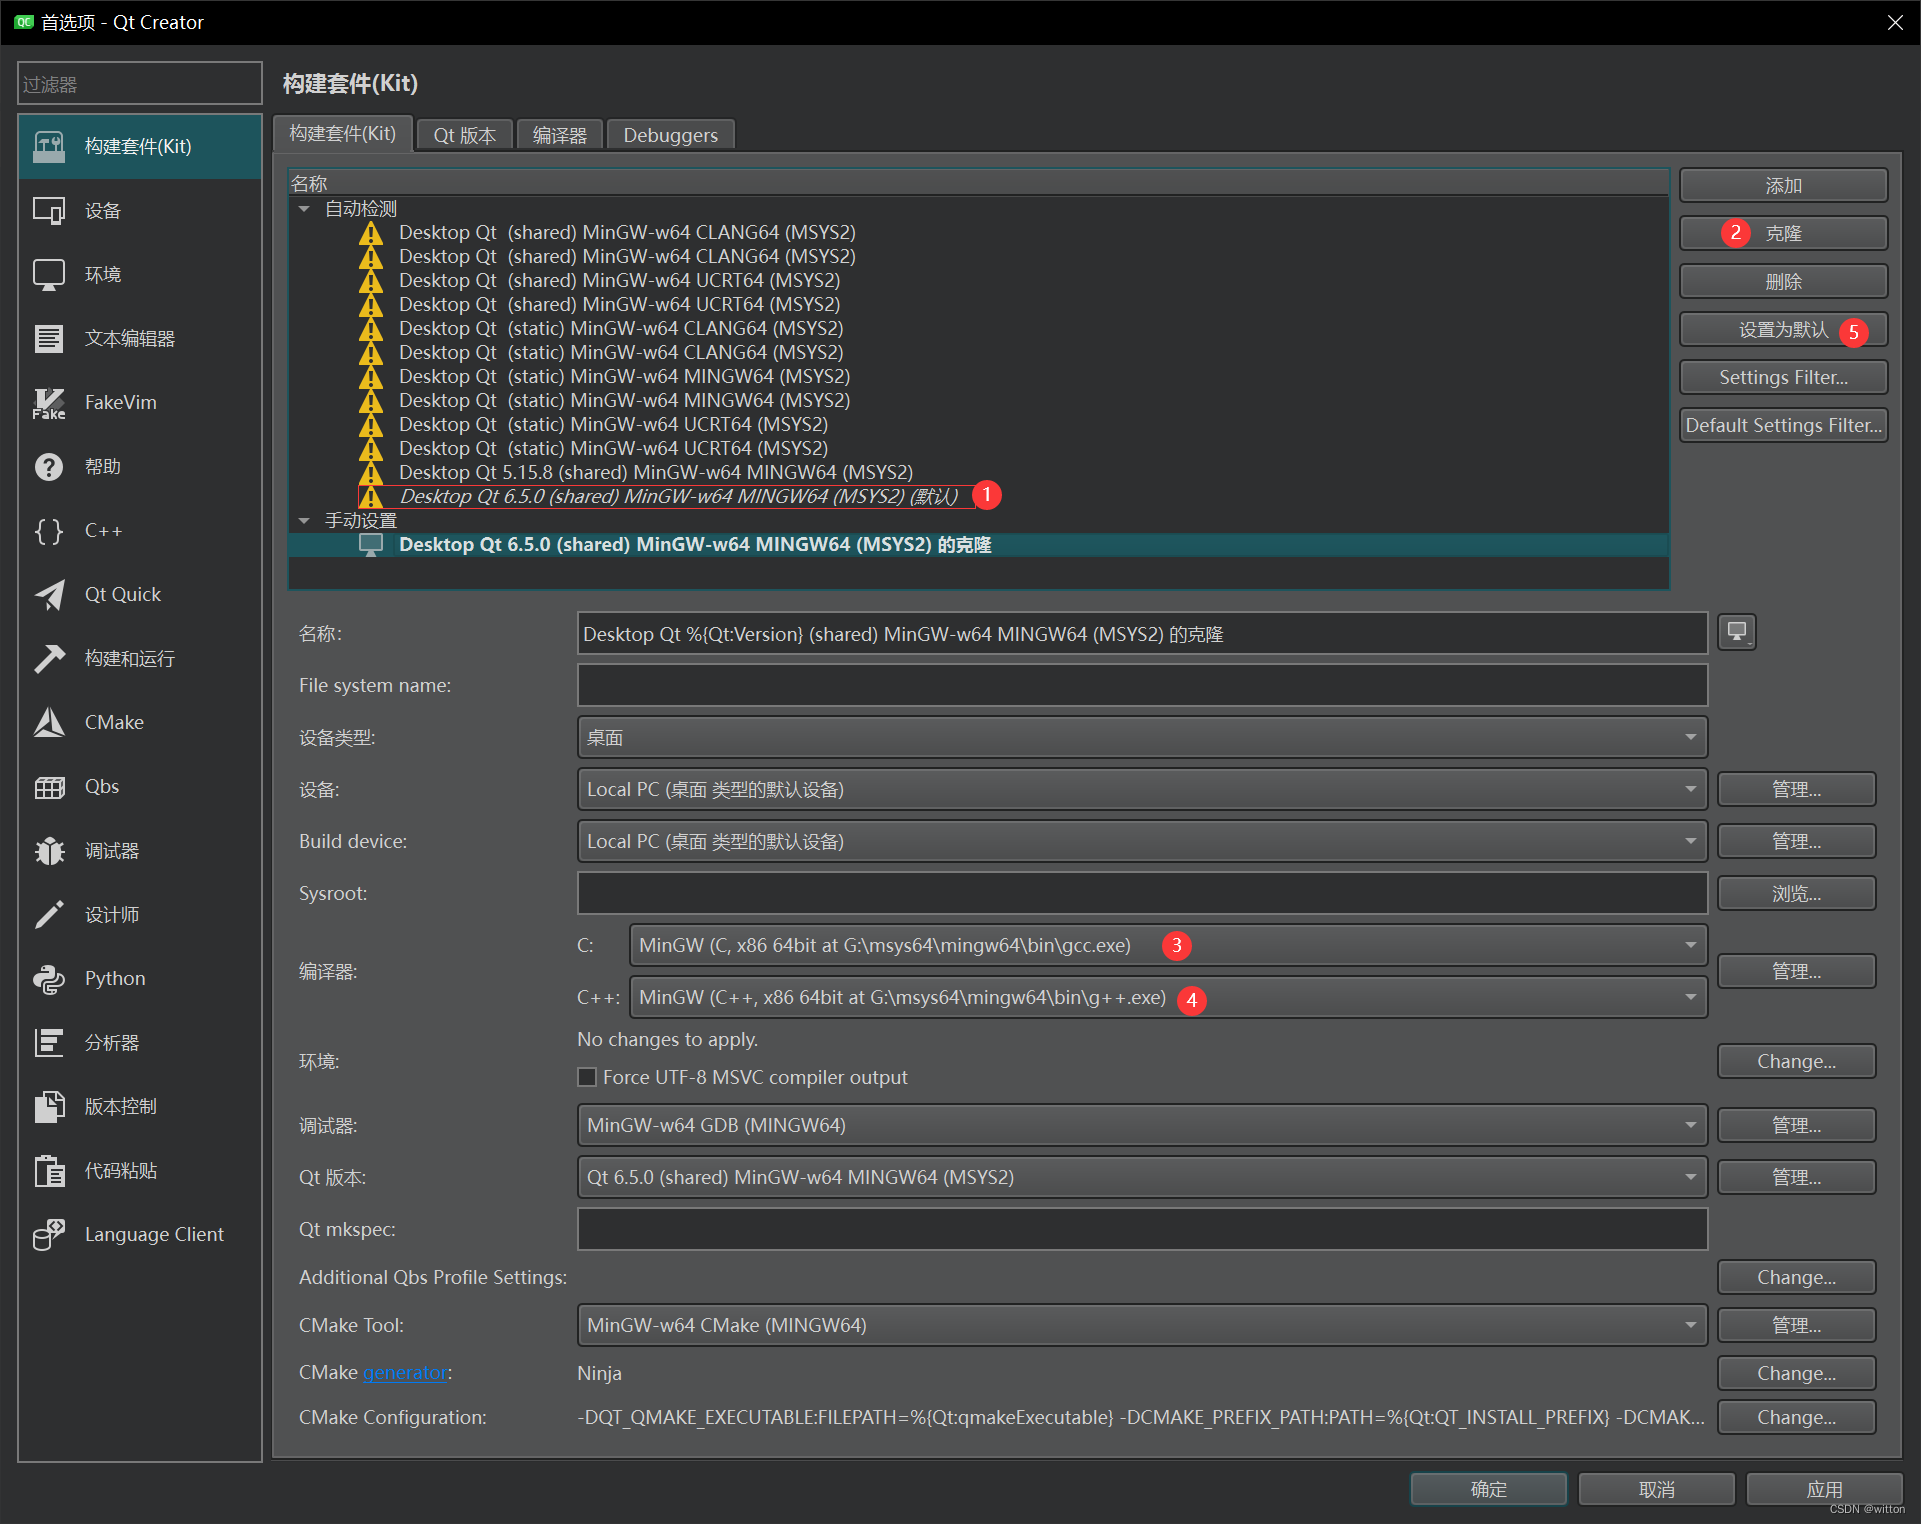 首选项 - Qt Creator
过滤器
构建套件(Kit)
设备
环境
文本编辑器
FakeVim
帮助
C++
Qt Quick
构建和运行
CMake
Qbs
调试器
设计师
Python
分析器
版本控制
代码粘贴
Language Client
构建套件(Kit)
构建套件(Kit) Qt 版本 编译器 Debuggers
名称
自动检测
Desktop Qt  (shared) MinGW-w64 CLANG64 (MSYS2)
Desktop Qt  (shared) MinGW-w64 CLANG64 (MSYS2)
Desktop Qt  (shared) MinGW-w64 UCRT64 (MSYS2)
Desktop Qt  (shared) MinGW-w64 UCRT64 (MSYS2)
Desktop Qt  (static) MinGW-w64 CLANG64 (MSYS2)
Desktop Qt  (static) MinGW-w64 CLANG64 (MSYS2)
Desktop Qt  (static) MinGW-w64 MINGW64 (MSYS2)
Desktop Qt  (static) MinGW-w64 MINGW64 (MSYS2)
Desktop Qt  (static) MinGW-w64 UCRT64 (MSYS2)
Desktop Qt  (static) MinGW-w64 UCRT64 (MSYS2)
Desktop Qt 5.15.8 (shared) MinGW-w64 MINGW64 (MSYS2)
Desktop Qt 6.5.0 (shared) MinGW-w64 MINGW64 (MSYS2) (默认) 1
手动设置
Desktop Qt 6.5.0 (shared) MinGW-w64 MINGW64 (MSYS2) 的克隆
添加
2 克隆
删除
设置为默认 5
Settings Filter...
Default Settings Filter...
名称: Desktop Qt %{Qt:Version} (shared) MinGW-w64 MINGW64 (MSYS2) 的克隆
File system name:
设备类型: 桌面
设备: Local PC (桌面 类型的默认设备) 管理...
Build device: Local PC (桌面 类型的默认设备) 管理...
Sysroot: 浏览...
编译器: 管理...
C: MinGW (C, x86 64bit at G:\msys64\mingw64\bin\gcc.exe) 3
C++: MinGW (C++, x86 64bit at G:\msys64\mingw64\bin\g++.exe) 4
No changes to apply.
环境: Change...
Force UTF-8 MSVC compiler output
调试器: MinGW-w64 GDB (MINGW64) 管理...
Qt 版本: Qt 6.5.0 (shared) MinGW-w64 MINGW64 (MSYS2) 管理...
Qt mkspec:
Additional Qbs Profile Settings: Change...
CMake Tool: MinGW-w64 CMake (MINGW64) 管理...
CMake generator: Ninja Change...
CMake Configuration: -DQT_QMAKE_EXECUTABLE:FILEPATH=%{Qt:qmakeExecutable} -DCMAKE_PREFIX_PATH:PATH=%{Qt:QT_INSTALL_PREFIX} -DCMAK... Change...
确定 取消 应用
CSDN @witton